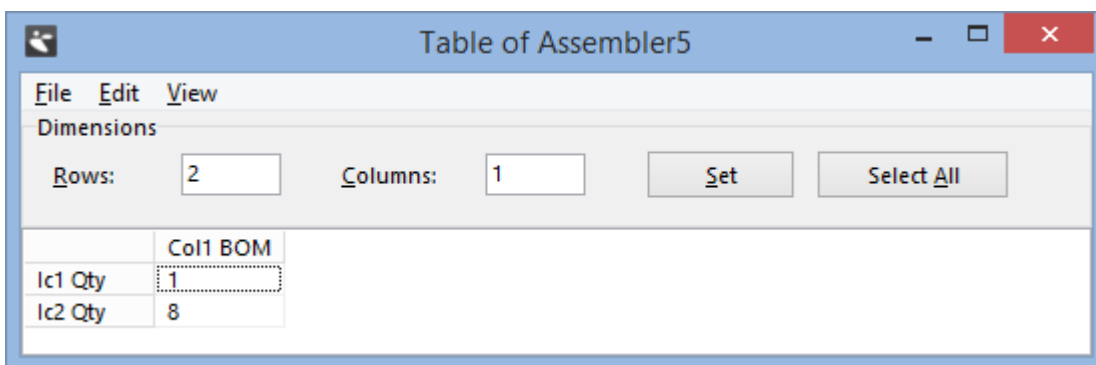 Table of Assembler5
File Edit View
Dimensions
Rows: 2 Columns: 1 Set Select All
Col1 BOM
Ic1 Qty 1
Ic2 Qty 8